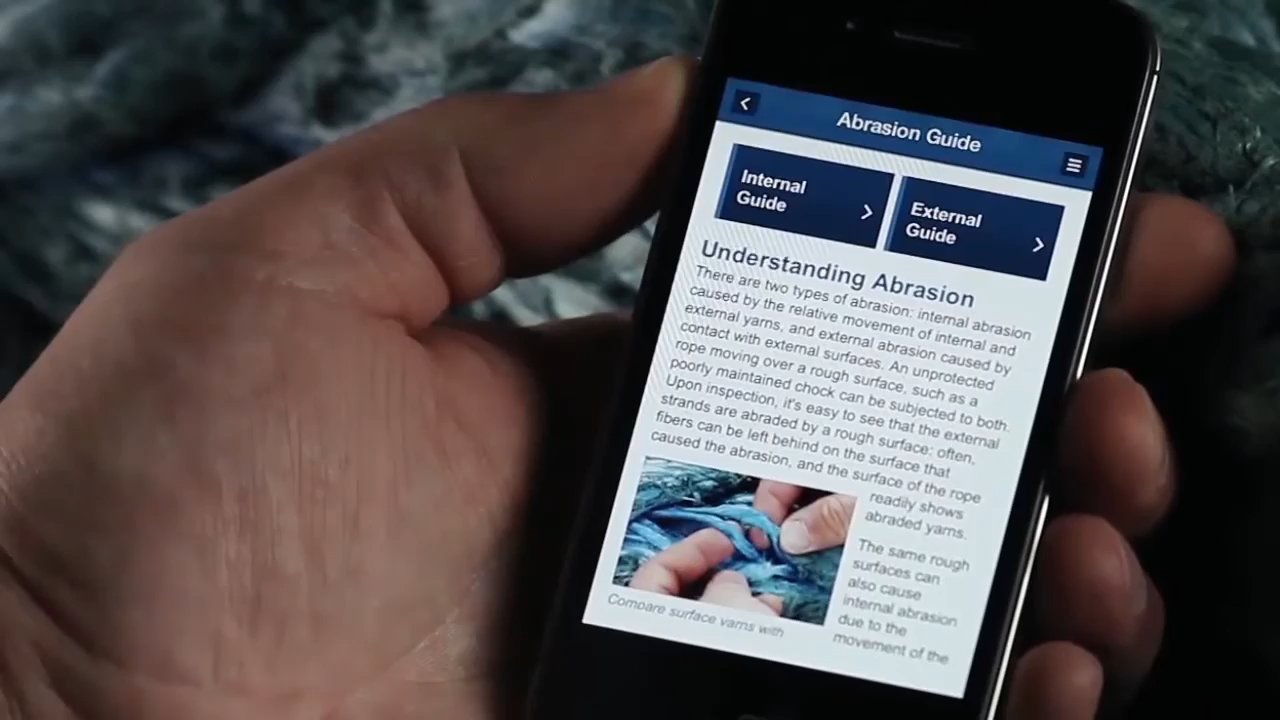 Abrasion Guide
Internal
Guide
External
Guide
Understanding Abrasion
There are two types of abrasion: internal abrasion
caused by the relative movement of internal and
external yarns, and external abrasion caused by
contact with external surfaces. An unprotected
rope moving over a rough surface, such as a
poorly maintained chock can be subjected to both.
Upon inspection, it's easy to see that the external
strands are abraded by a rough surface; often,
fibers can be left behind on the surface that
caused the abrasion, and the surface of the rope
readily shows
abraded yarns.
The same rough
surfaces can
also cause
internal abrasion
due to the
movement of the
Compare surface yarns with